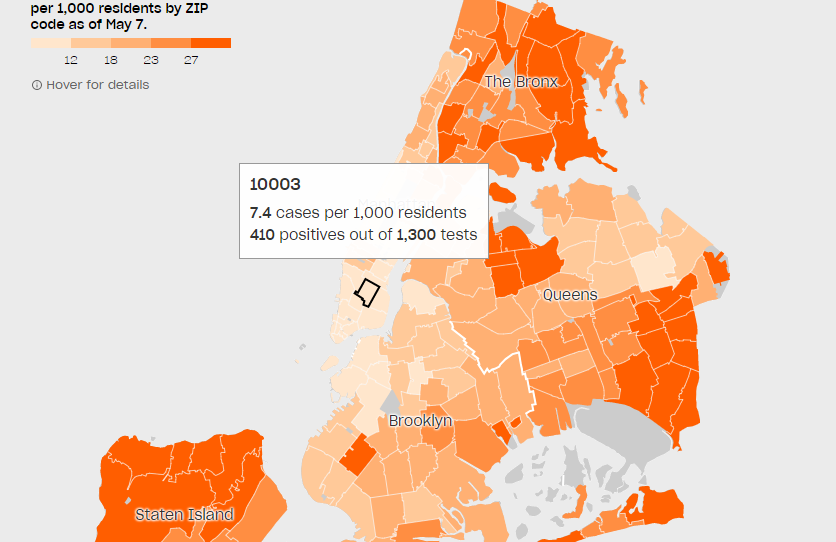 per 1,000 residents by ZIP
code as of May 7.
12 18 23 27
Hover for details
The Bronx
10003
7.4 cases per 1,000 residents
410 positives out of 1,300 tests
Queens
Brooklyn
Staten Island